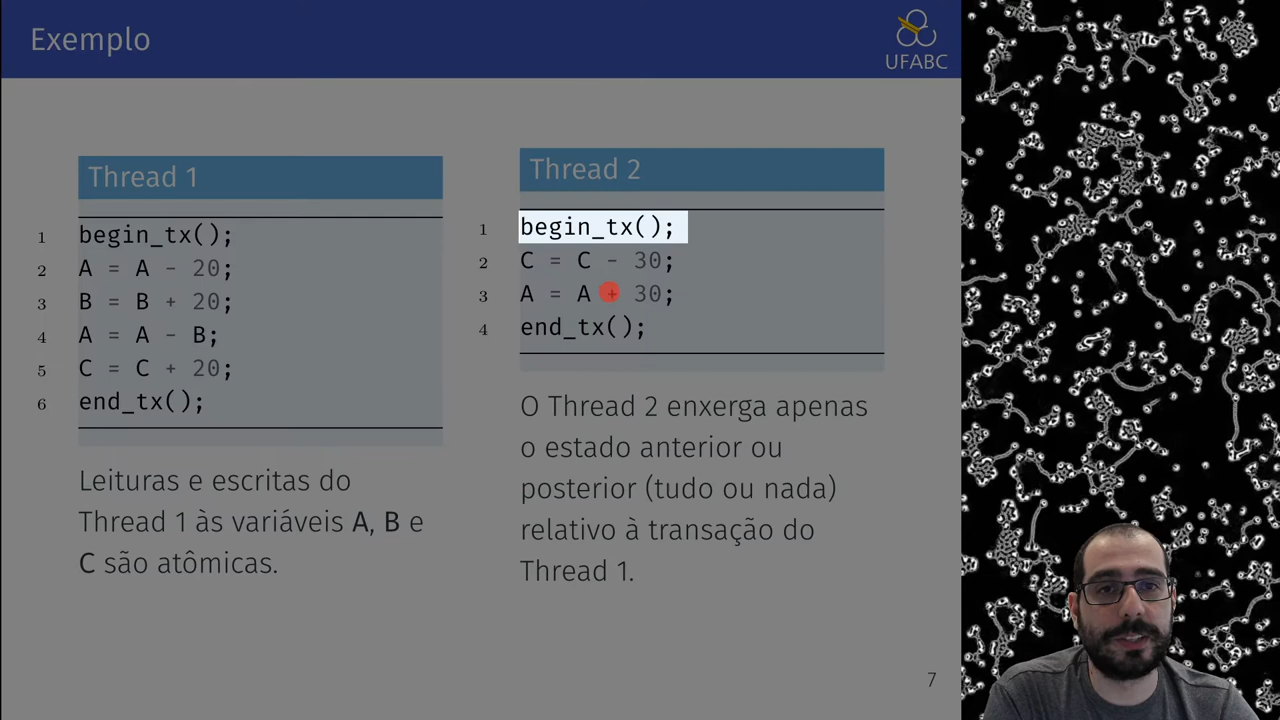 Exemplo
UFABC
Thread 1
1 begin_tx();
2 A = A - 20;
3 B = B + 20;
4 A = A - B;
5 C = C + 20;
6 end_tx();
Leituras e escritas do
Thread 1 às variáveis A, B e
C são atômicas.
Thread 2
1 begin_tx();
2 C = C - 30;
3 A = A + 30;
4 end_tx();
O Thread 2 enxerga apenas
o estado anterior ou
posterior (tudo ou nada)
relativo à transação do
Thread 1.
7